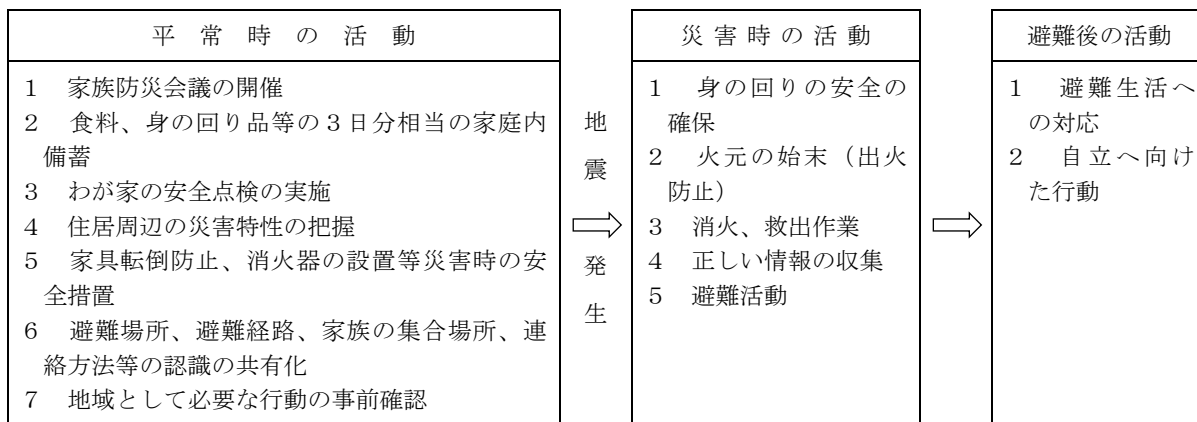 平常時の活動
1　家族防災会議の開催
2　食料、身の回り品等の3日分相当の家庭内
備蓄
3　わが家の安全点検の実施
4　住居周辺の災害特性の把握
5　家具転倒防止、消火器の設置等災害時の安
全措置
6　避難場所、避難経路、家族の集合場所、連
絡方法等の認識の共有化
7　地域として必要な行動の事前確認
地震
発生
災害時の活動
1　身の回りの安全の
確保
2　火元の始末（出火
防止）
3　消火、救出作業
4　正しい情報の収集
5　避難活動
避難後の活動
1　避難生活へ
の対応
2　自立へ向け
た行動